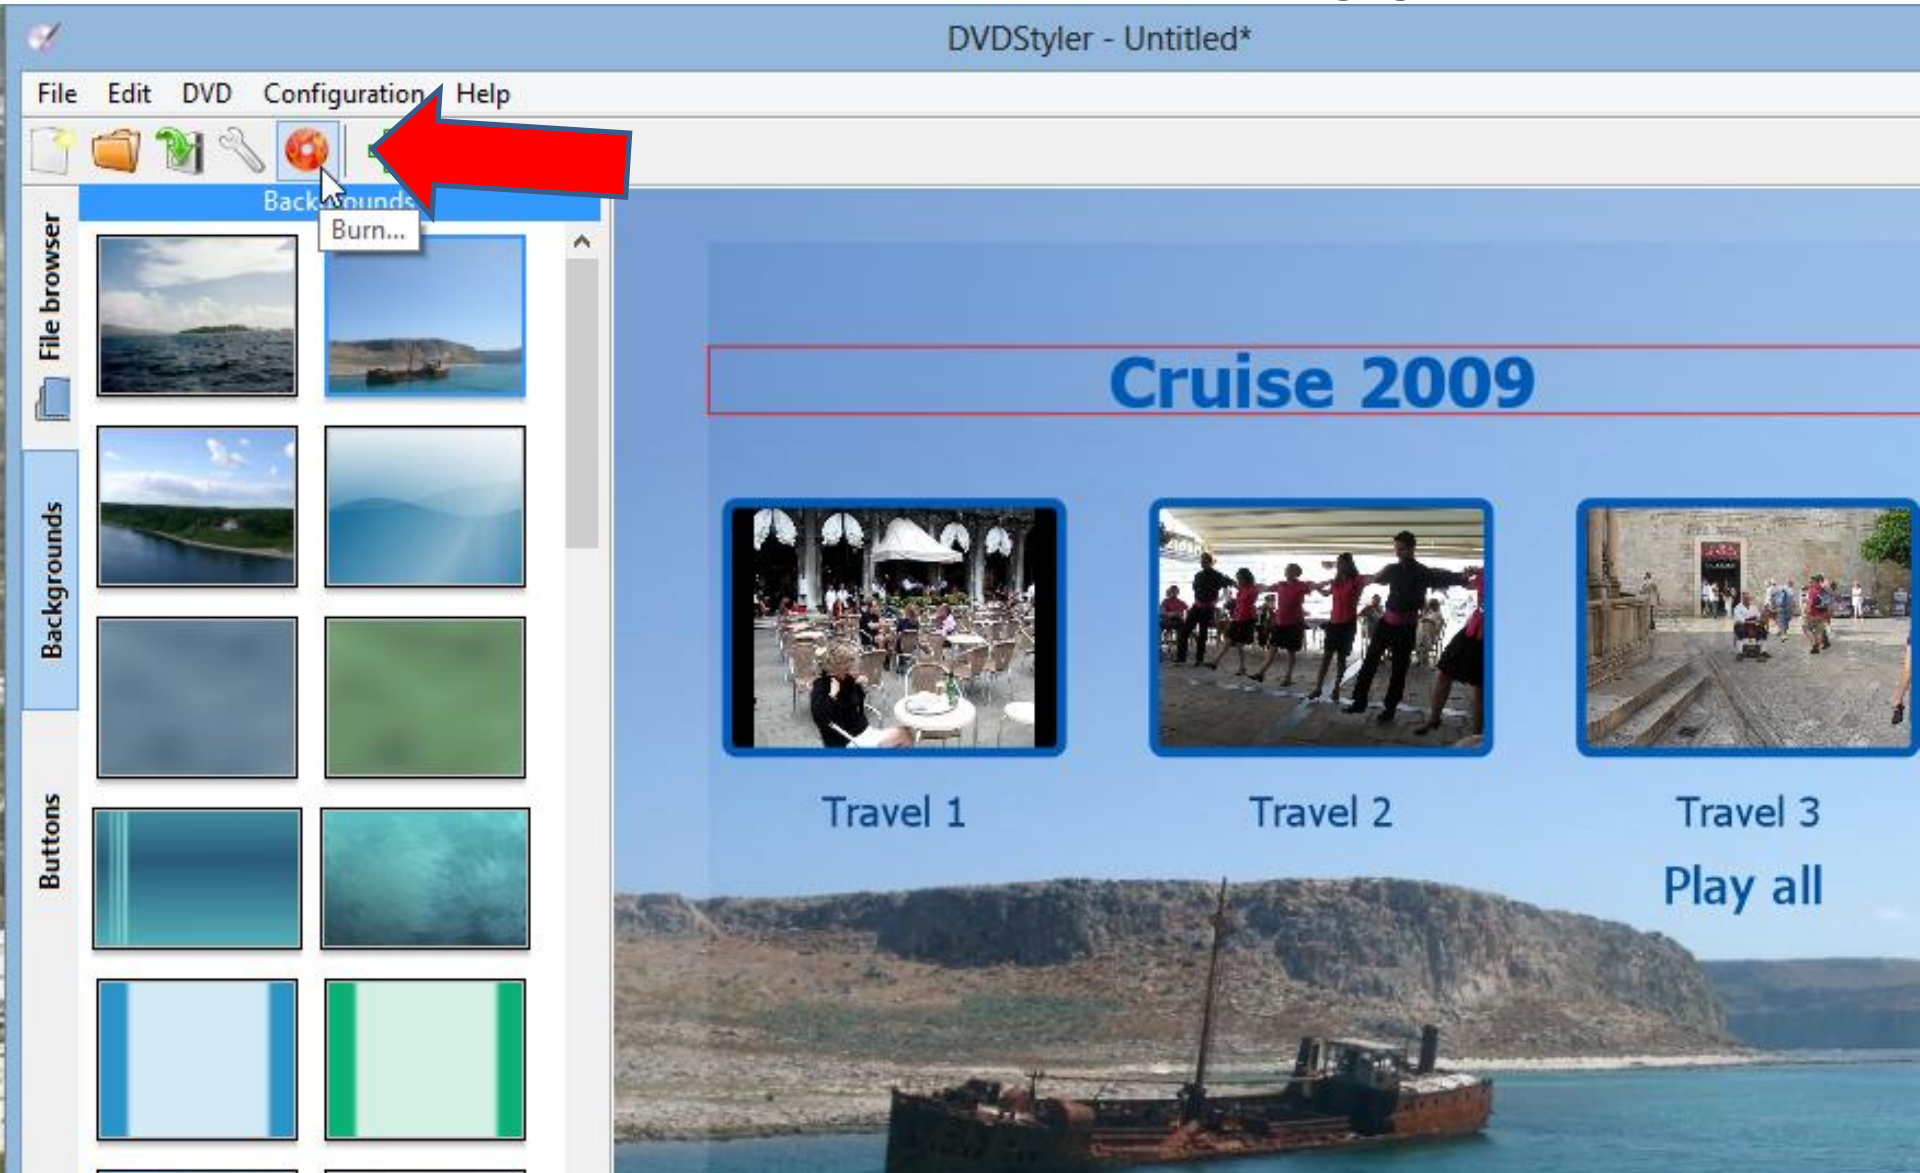 DVDStyler - Untitled*
File Edit DVD Configuration Help
Backgrounds
Burn...
File browser
Backgrounds
Buttons
Cruise 2009
Travel 1 Travel 2 Travel 3
Play all